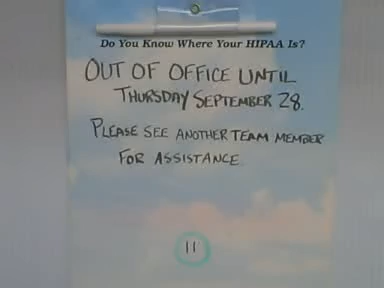 Do You Know Where Your HIPAA Is?
OUT OF OFFICE UNTIL
THURSDAY SEPTEMBER 28.
PLEASE SEE ANOTHER TEAM MEMBER
FOR ASSISTANCE
11